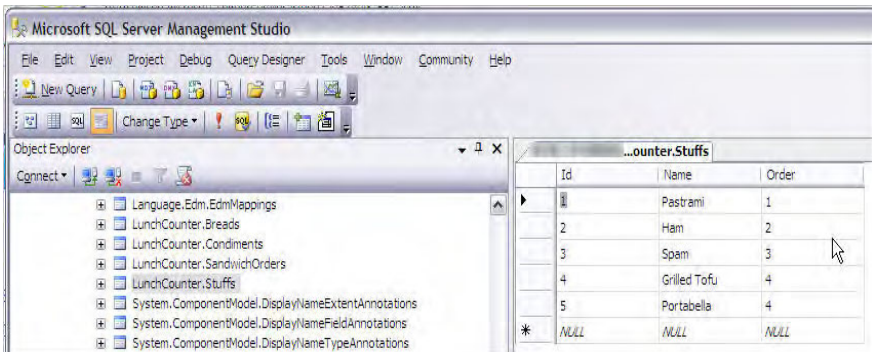 Microsoft SQL Server Management Studio
File Edit View Project Debug Query Designer Tools Window Community Help
New Query
Change Type
Object Explorer
Connect
Language.Edm.EdmMappings
LunchCounter.Breads
LunchCounter.Condiments
LunchCounter.SandwichOrders
LunchCounter.Stuffs
System.ComponentModel.DisplayNameExtentAnnotations
System.ComponentModel.DisplayNameFieldAnnotations
System.ComponentModel.DisplayNameTypeAnnotations
...ounter.Stuffs
Id Name Order
1 Pastrami 1
2 Ham 2
3 Spam 3
4 Grilled Tofu 4
5 Portabella 4
NULL NULL NULL